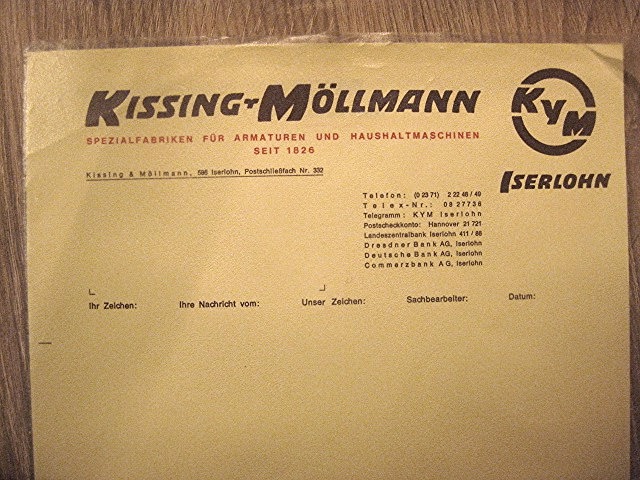 KISSING+MÖLLMANN
KYM
SPEZIALFABRIKEN FÜR ARMATUREN UND HAUSHALTMASCHINEN
SEIT 1826
ISERLOHN
Kissing & Möllmann, 586 Iserlohn, Postschließfach Nr. 332
Telefon: (0 23 71) 2 22 48 / 49
Telex-Nr.: 08 27736
Telegramm: KYM Iserlohn
Postscheckkonto: Hannover 21 721
Landeszentralbank Iserlohn 411 / 88
Dresdner Bank AG, Iserlohn
Deutsche Bank AG, Iserlohn
Commerzbank AG, Iserlohn
Ihr Zeichen: Ihre Nachricht vom: Unser Zeichen: Sachbearbeiter: Datum: